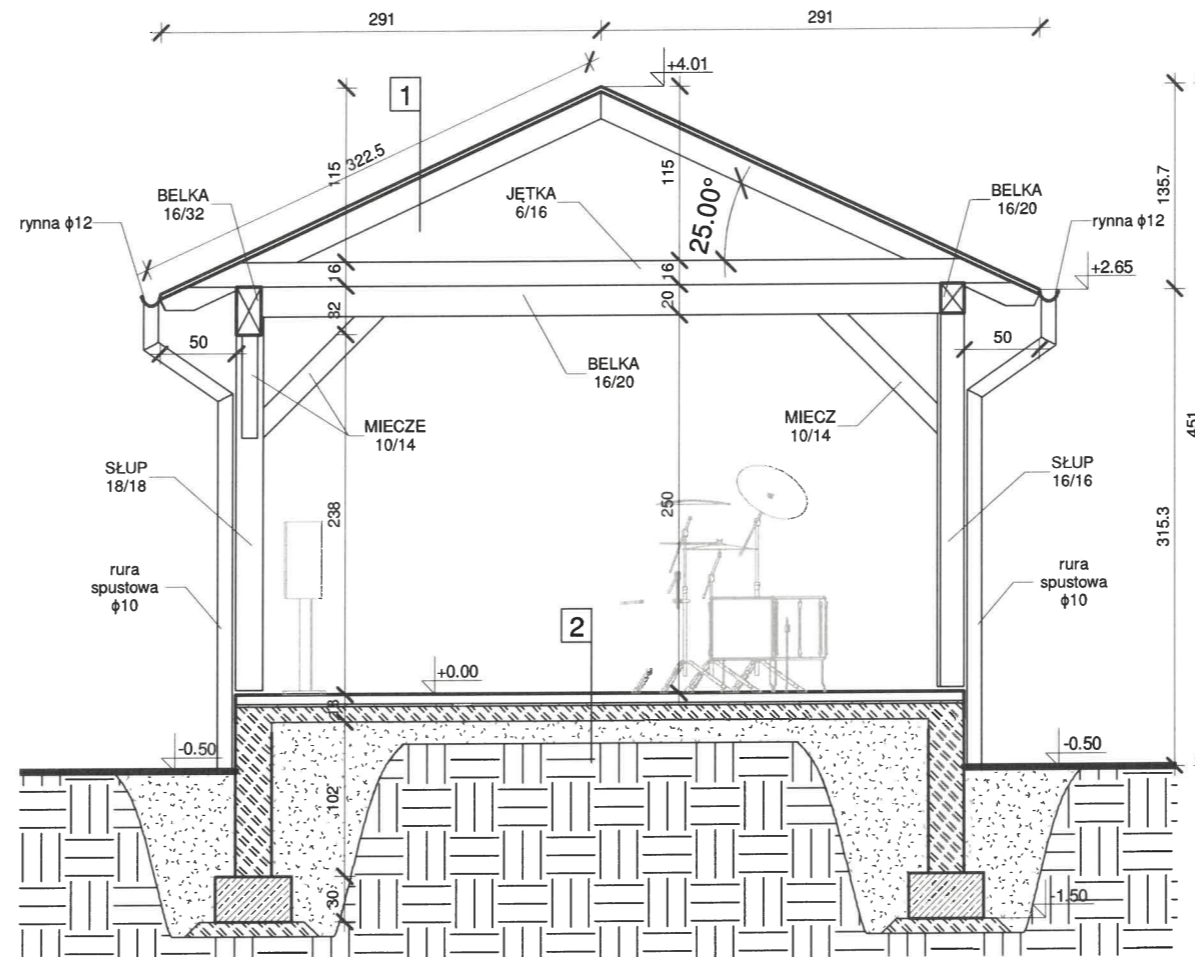 291
291
+4.01
1
322.5
115
115
135.7
BELKA
16/32
JĘTKA
6/16
25.00°
BELKA
16/20
rynna ϕ12
rynna ϕ12
+2.65
16
16
32
20
50
50
BELKA
16/20
MIECZE
10/14
MIECZ
10/14
451
SŁUP
18/18
SŁUP
16/16
238
250
315.3
rura
spustowa
ϕ10
rura
spustowa
ϕ10
2
+0.00
18
-0.50
-0.50
102
30
-1.50